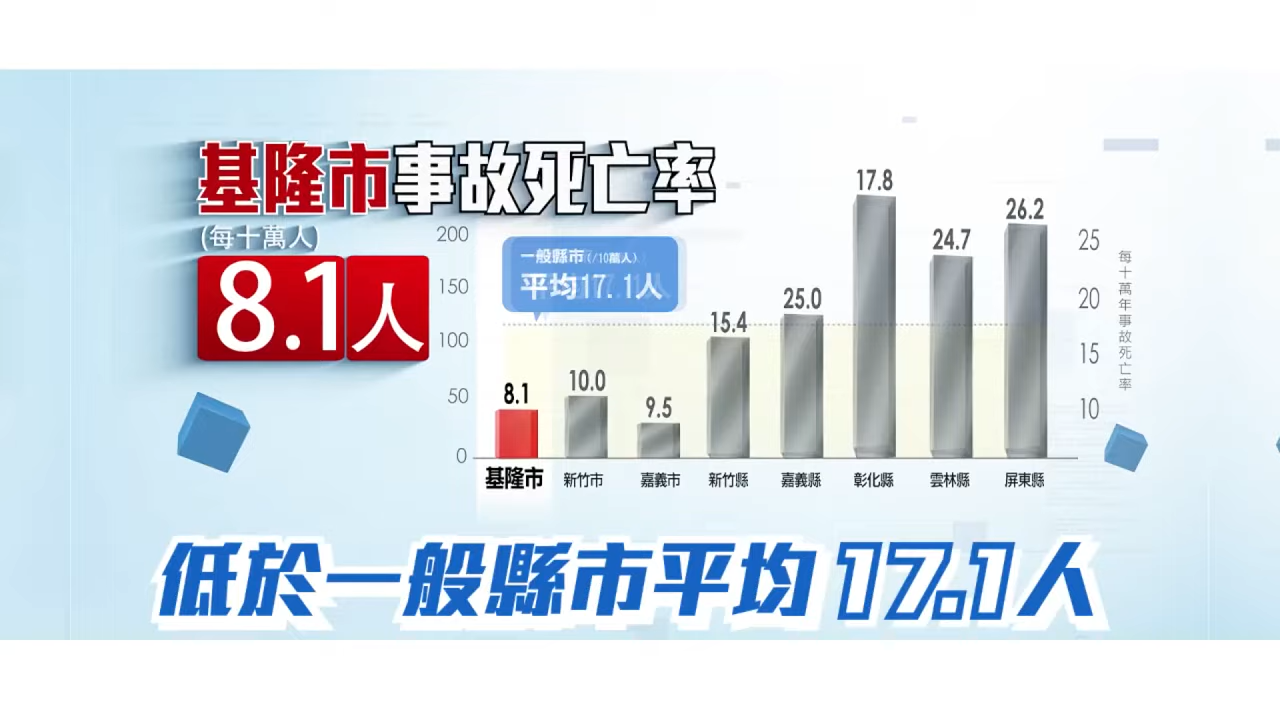 基隆市事故死亡率
(每十萬人)
8.1人
200
150
100
50
0
一般縣市(/10萬人)
平均17.1人
8.1
10.0
9.5
15.4
25.0
17.8
24.7
26.2
基隆市
新竹市
嘉義市
新竹縣
嘉義縣
彰化縣
雲林縣
屏東縣
25
20
15
10
每十萬年事故死亡率
低於一般縣市平均17.1人